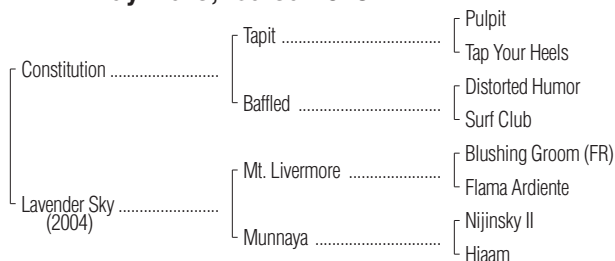 Pulpit
Tapit
Tap Your Heels
Constitution
Distorted Humor
Baffled
Surf Club
Blushing Groom (FR)
Mt. Livermore
Flama Ardiente
Lavender Sky
(2004)
Nijinsky II
Munnaya
Hiaam